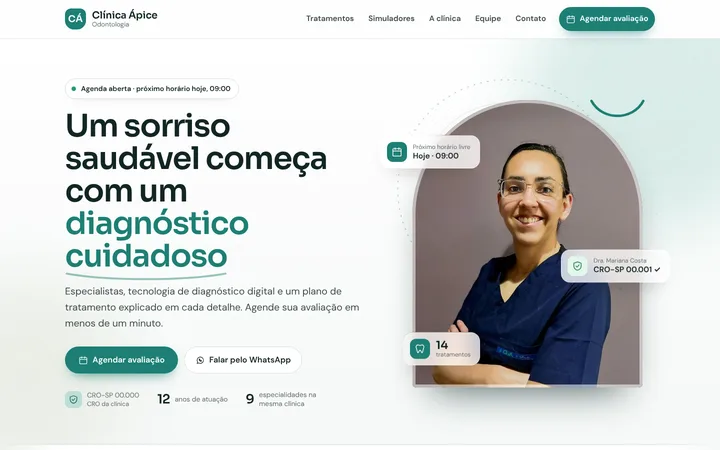 CÁ
Clínica Ápice
Odontologia
Tratamentos
Simuladores
A clínica
Equipe
Contato
Agendar avaliação
Agenda aberta · próximo horário hoje, 09:00
Um sorriso
saudável começa
com um
diagnóstico
cuidadoso
Especialistas, tecnologia de diagnóstico digital e um plano de
tratamento explicado em cada detalhe. Agende sua avaliação em
menos de um minuto.
Agendar avaliação
Falar pelo WhatsApp
CRO-SP 00.000
CRO da clínica
12 anos de atuação
9 especialidades na
mesma clínica
Próximo horário livre
Hoje · 09:00
Dra. Mariana Costa
CRO-SP 00.001 ✓
14
tratamentos